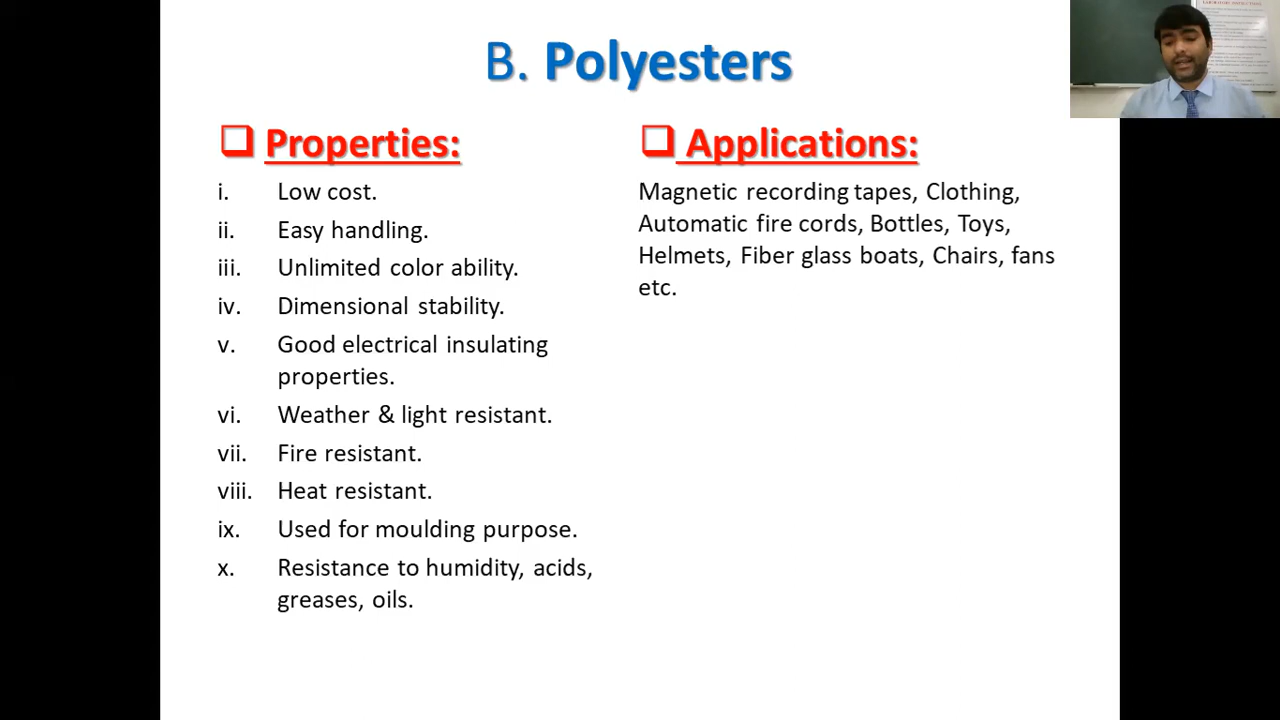 B. Polyesters
Properties:
i. Low cost.
ii. Easy handling.
iii. Unlimited color ability.
iv. Dimensional stability.
v. Good electrical insulating
properties.
vi. Weather & light resistant.
vii. Fire resistant.
viii. Heat resistant.
ix. Used for moulding purpose.
x. Resistance to humidity, acids,
greases, oils.
Applications:
Magnetic recording tapes, Clothing,
Automatic fire cords, Bottles, Toys,
Helmets, Fiber glass boats, Chairs, fans
etc.